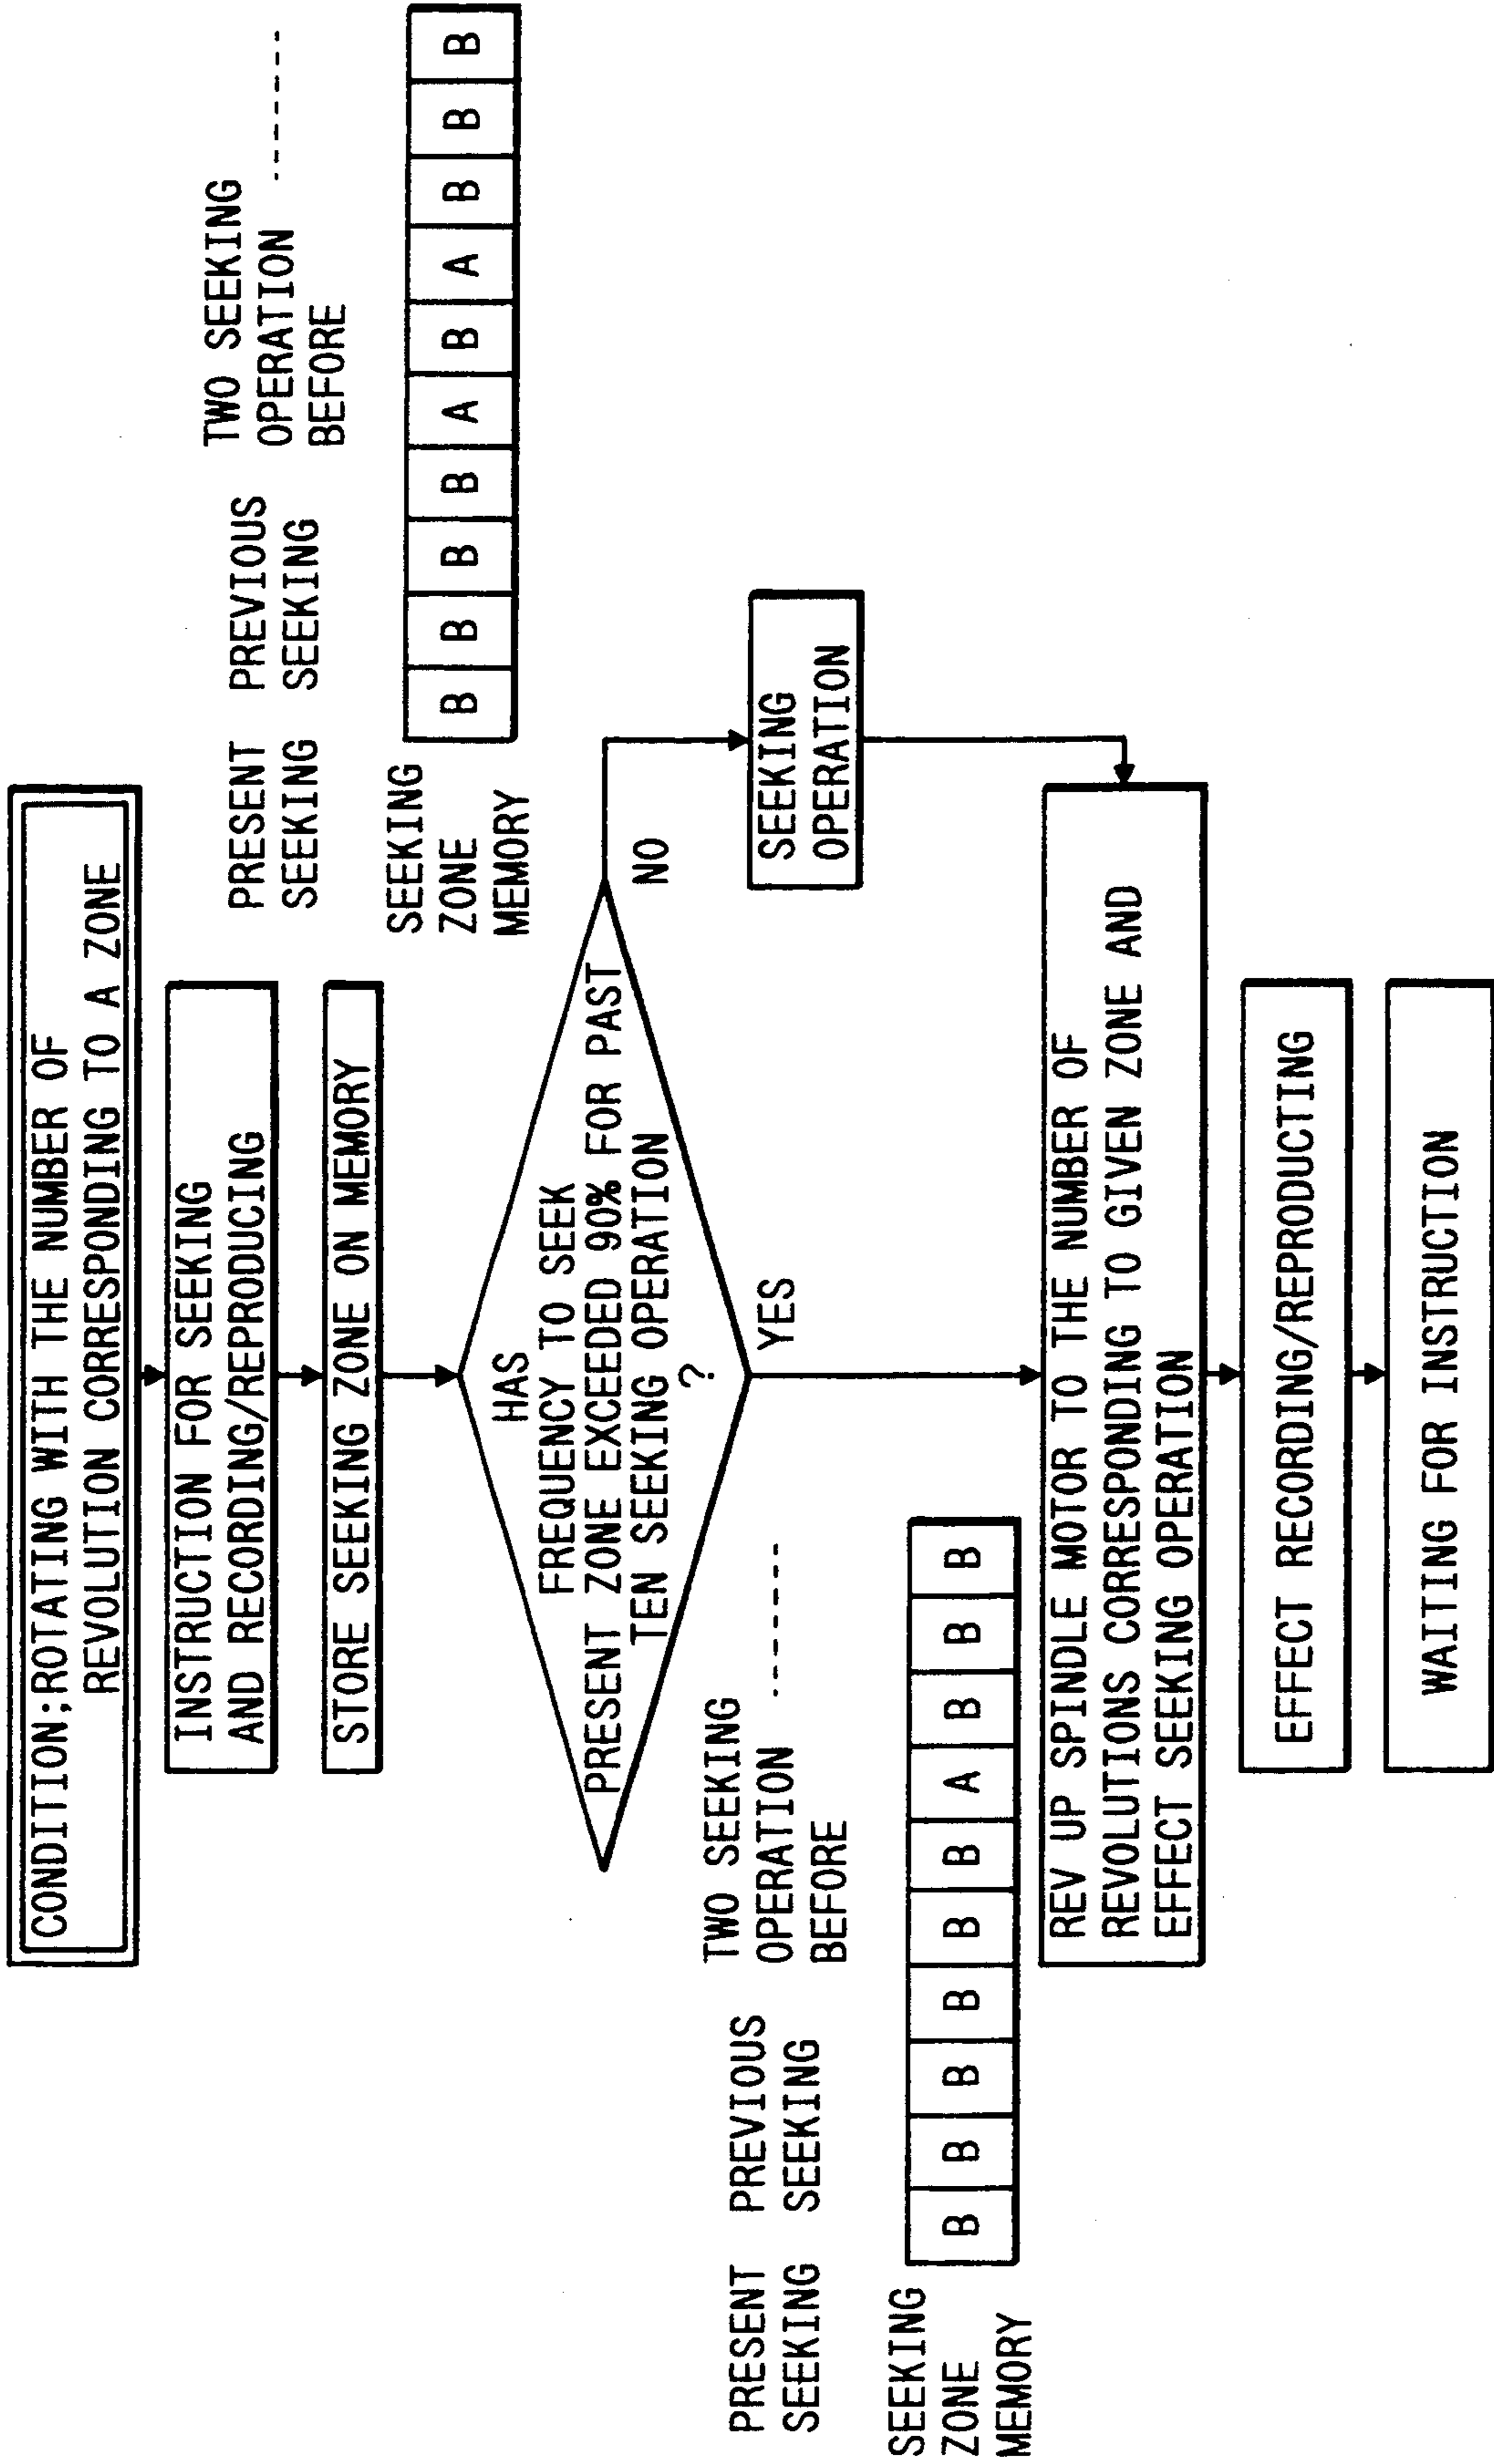 CONDITION;ROTATING WITH THE NUMBER OF
REVOLUTION CORRESPONDING TO A ZONE
INSTRUCTION FOR SEEKING
AND RECORDING/REPRODUCING
STORE SEEKING ZONE ON MEMORY
PRESENT SEEKING
PREVIOUS SEEKING
TWO SEEKING
OPERATION ---------
BEFORE
SEEKING
ZONE
MEMORY
B B B B A B A B B B
HAS
FREQUENCY TO SEEK
PRESENT ZONE EXCEEDED 90% FOR PAST
TEN SEEKING OPERATION
?
NO
YES
SEEKING
OPERATION
PRESENT SEEKING
PREVIOUS SEEKING
TWO SEEKING
OPERATION ---------
BEFORE
SEEKING
ZONE
MEMORY
B B B B B B A B B B
REV UP SPINDLE MOTOR TO THE NUMBER OF
REVOLUTIONS CORRESPONDING TO GIVEN ZONE AND
EFFECT SEEKING OPERATION
EFFECT RECORDING/REPRODUCTING
WAITING FOR INSTRUCTION